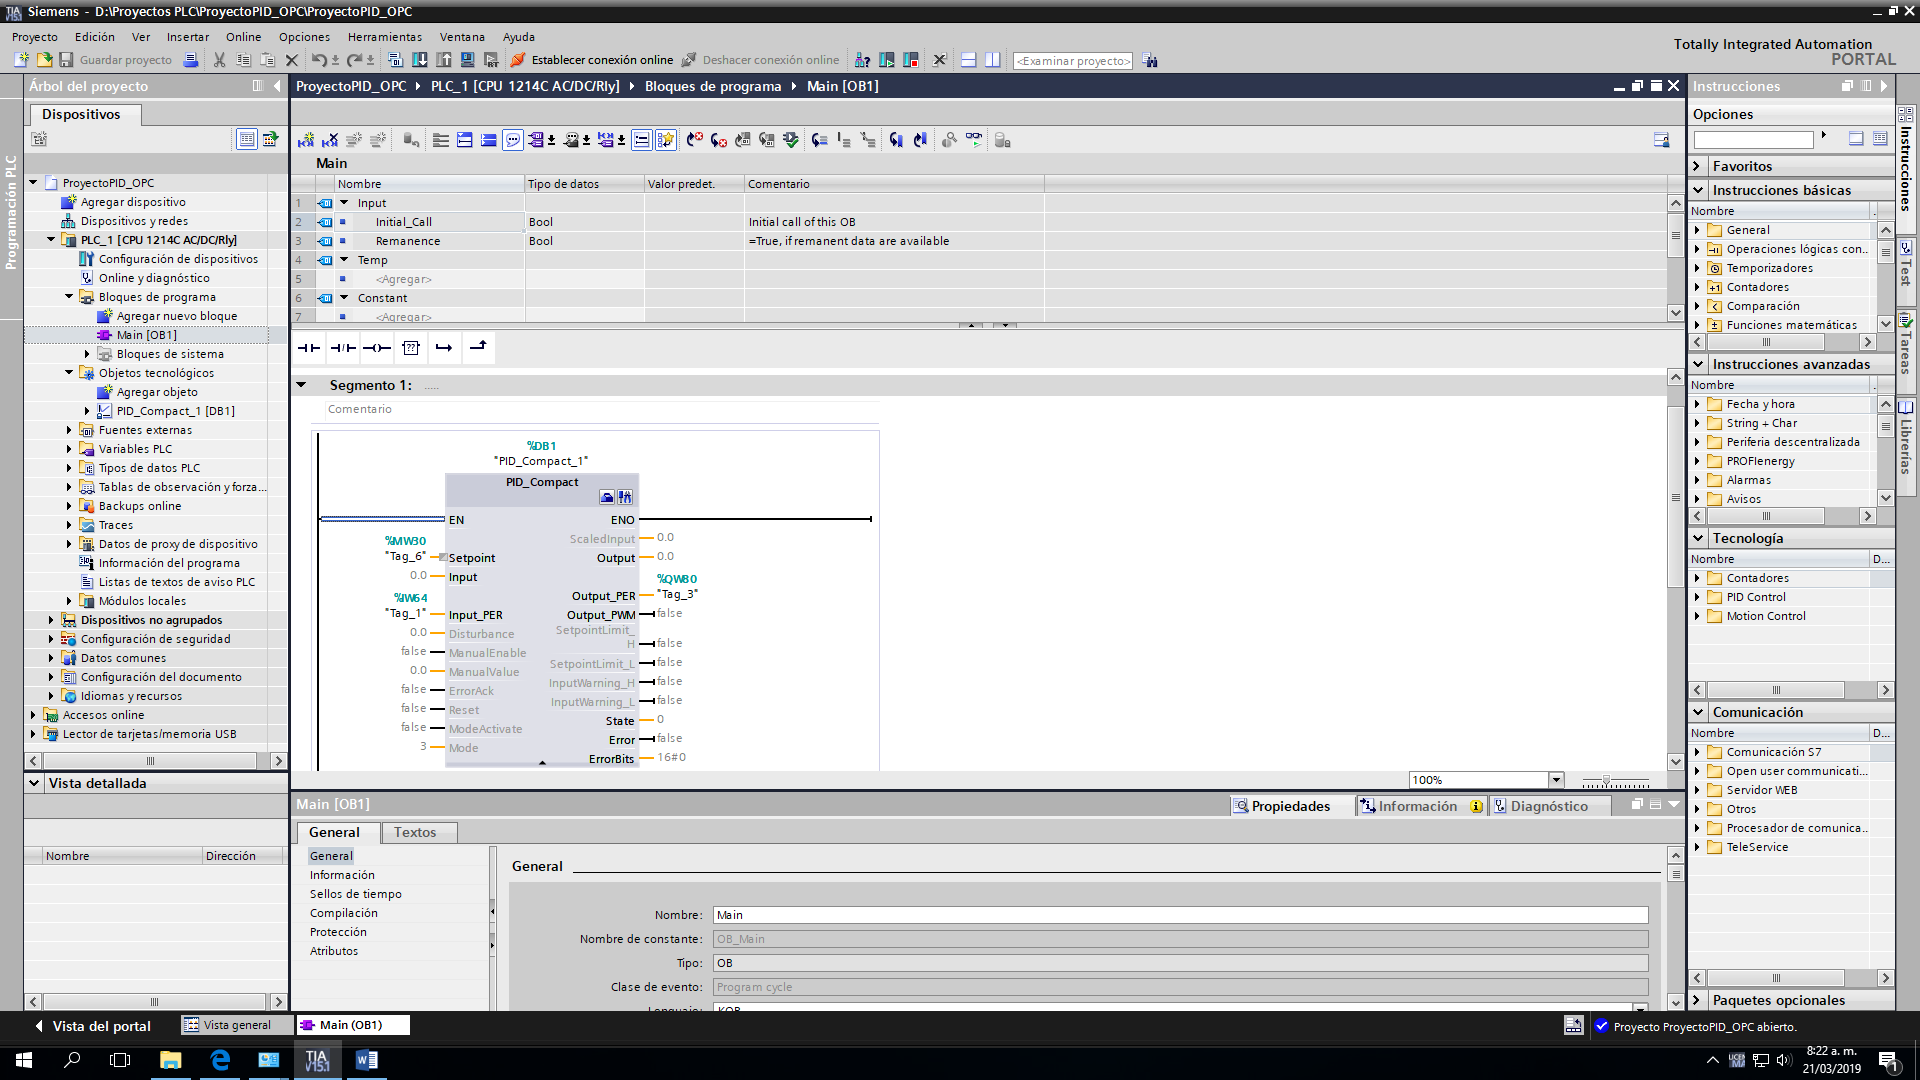 Siemens - D:\Proyectos PLC\ProyectoPID_OPC\ProyectoPID_OPC
Proyecto Edición Ver Insertar Online Opciones Herramientas Ventana Ayuda
Totally Integrated Automation
PORTAL
Guardar proyecto
Establecer conexión online
Deshacer conexión online
<Examinar proyecto>
Árbol del proyecto
Dispositivos
Programación PLC
ProyectoPID_OPC
Agregar dispositivo
Dispositivos y redes
PLC_1 [CPU 1214C AC/DC/Rly]
Configuración de dispositivos
Online y diagnóstico
Bloques de programa
Agregar nuevo bloque
Main [OB1]
Bloques de sistema
Objetos tecnológicos
Agregar objeto
PID_Compact_1 [DB1]
Fuentes externas
Variables PLC
Tipos de datos PLC
Tablas de observación y forza...
Backups online
Traces
Datos de proxy de dispositivo
Información del programa
Listas de textos de aviso PLC
Módulos locales
Dispositivos no agrupados
Configuración de seguridad
Datos comunes
Configuración del documento
Idiomas y recursos
Accesos online
Lector de tarjetas/memoria USB
Vista detallada
Nombre Dirección
ProyectoPID_OPC PLC_1 [CPU 1214C AC/DC/Rly] Bloques de programa Main [OB1]
Main
Nombre Tipo de datos Valor predet. Comentario
1 Input
2 Initial_Call Bool Initial call of this OB
3 Remanence Bool =True, if remanent data are available
4 Temp
5 <Agregar>
6 Constant
7 <Agregar>
??
Segmento 1: .....
Comentario
%DB1
"PID_Compact_1"
PID_Compact
EN ENO
ScaledInput 0.0
%MW30
"Tag_6" Setpoint
Output 0.0
0.0 Input
%QW80
Output_PER "Tag_3"
%IW64
"Tag_1" Input_PER
Output_PWM false
0.0 Disturbance
SetpointLimit_
H false
false ManualEnable
SetpointLimit_L false
0.0 ManualValue
InputWarning_H false
false ErrorAck
InputWarning_L false
false Reset
State 0
false ModeActivate
Error false
3 Mode
ErrorBits 16#0
100%
Main [OB1]
Propiedades Información Diagnóstico
General Textos
General
Información
Sellos de tiempo
Compilación
Protección
Atributos
General
Nombre: Main
Nombre de constante: OB_Main
Tipo: OB
Clase de evento: Program cycle
Lenguaje: KOP
Instrucciones
Opciones
Favoritos
Instrucciones básicas
Nombre
General
Operaciones lógicas con..
Temporizadores
Contadores
Comparación
Funciones matemáticas
Instrucciones avanzadas
Nombre
Fecha y hora
String + Char
Periferia descentralizada
PROFIenergy
Alarmas
Avisos
Tecnología
Nombre D...
Contadores
PID Control
Motion Control
Comunicación
Nombre D...
Comunicación S7
Open user communicati...
Servidor WEB
Otros
Procesador de comunica..
TeleService
Paquetes opcionales
Instrucciones
Test
Tareas
Librerías
Vista del portal
Vista general
Main (OB1)
Proyecto ProyectoPID_OPC abierto.
TIA
V15.1
8:22 a. m.
21/03/2019
1